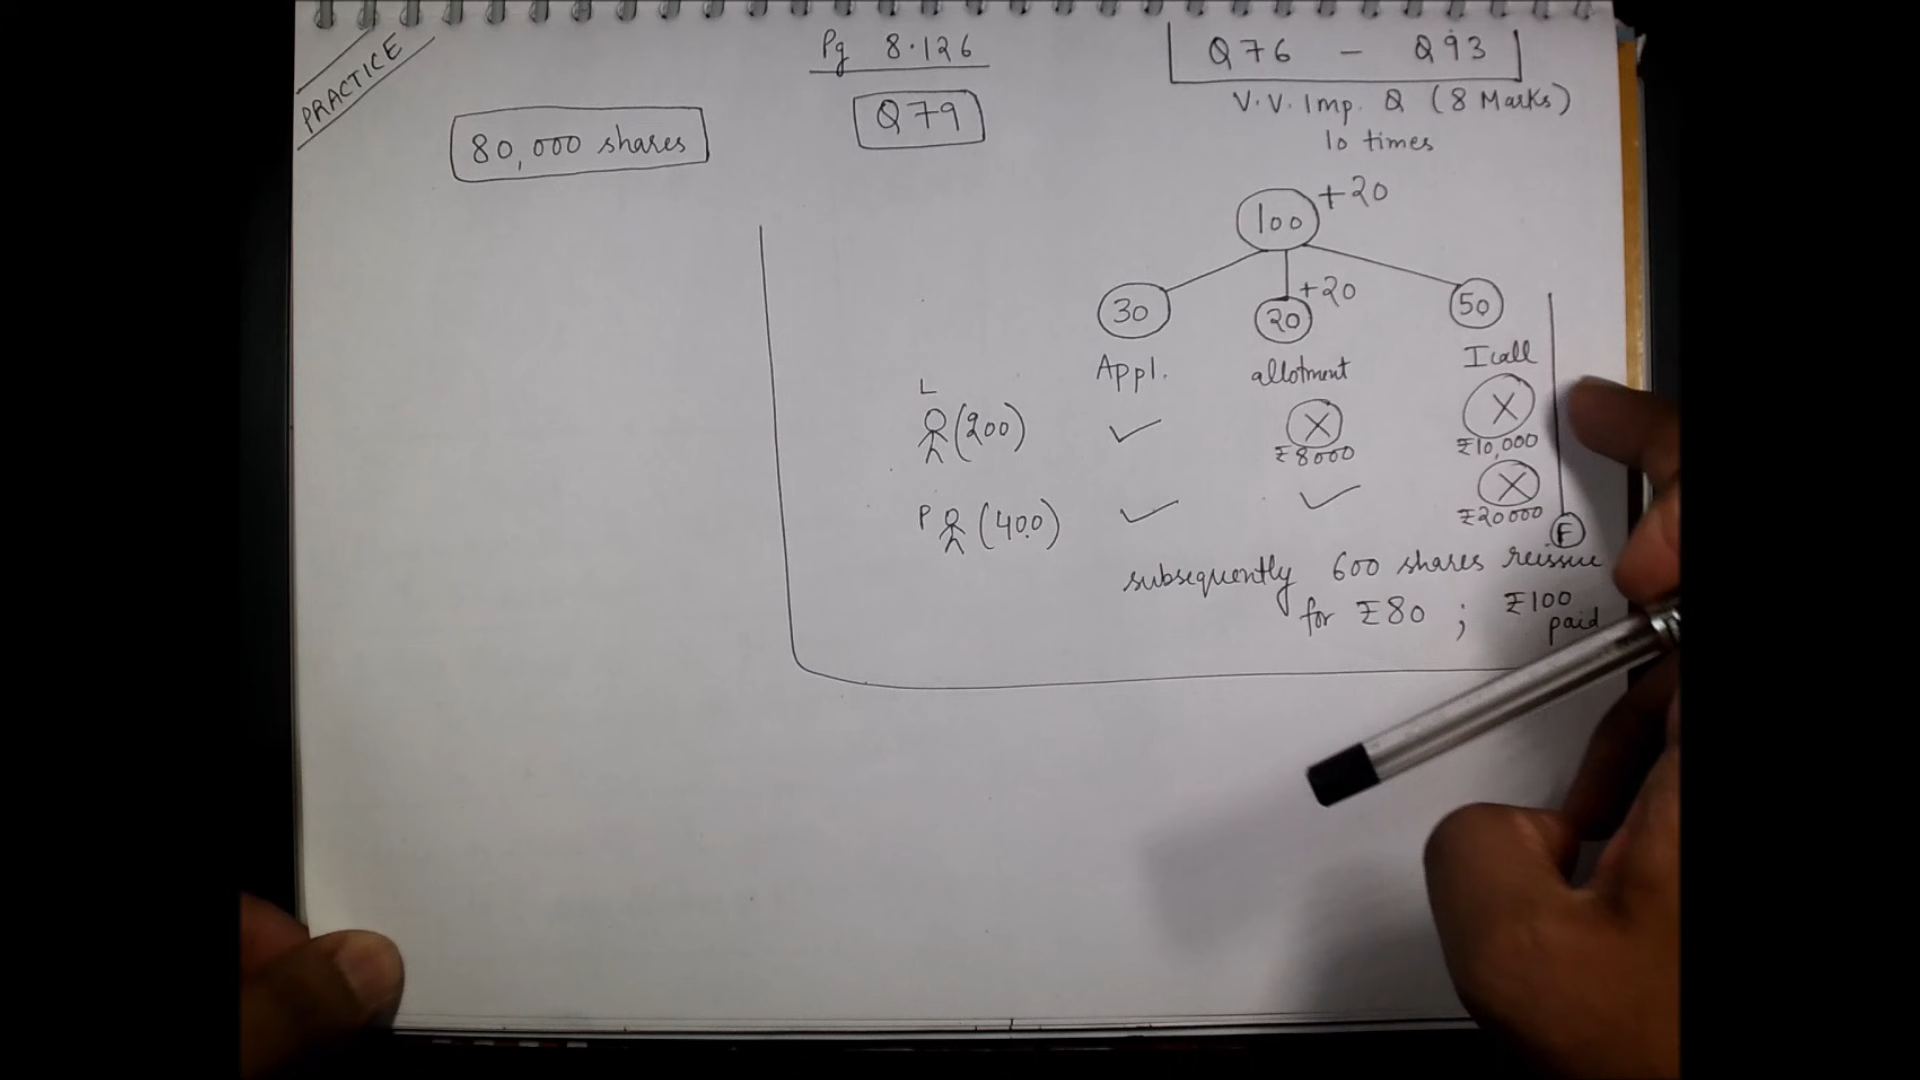 PRACTICE
Pg 8.126
Q76 - Q93
V.V. Imp. Q (8 Marks)
10 times
80,000 shares
Q79
100 +20
30 20 +20 50
Appl. allotment I call
L (200) ✓ X X
₹8000 ₹10,000
P (400) ✓ ✓ X
₹20000
F
subsequently 600 shares reissue
for ₹80 ; ₹100
paid